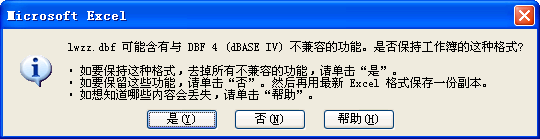 Microsoft Excel
lwzz.dbf 可能含有与 DBF 4 (dBASE IV) 不兼容的功能。是否保持工作簿的这种格式?
· 如要保持这种格式，去掉所有不兼容的功能，请单击“是”。
· 如要保留这些功能，请单击“否”。然后再用最新 Excel 格式保存一份副本。
· 如想知道哪些内容会丢失，请单击“帮助”。
是(Y) 否(N) 帮助(H)